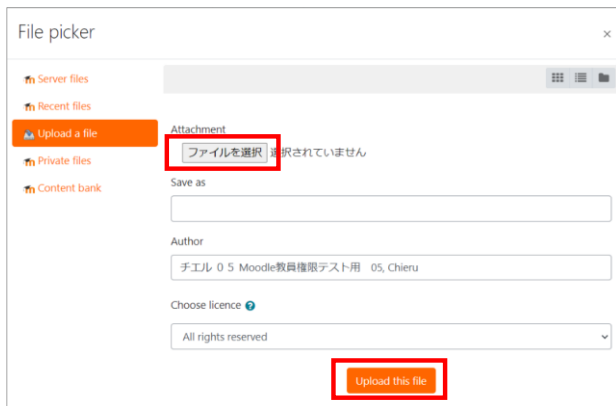 File picker
×
Server files
Recent files
Upload a file
Private files
Content bank
Attachment
ファイルを選択 選択されていません
Save as
Author
チエル 05 Moodle教員権限テスト用　05, Chieru
Choose licence
All rights reserved
Upload this file